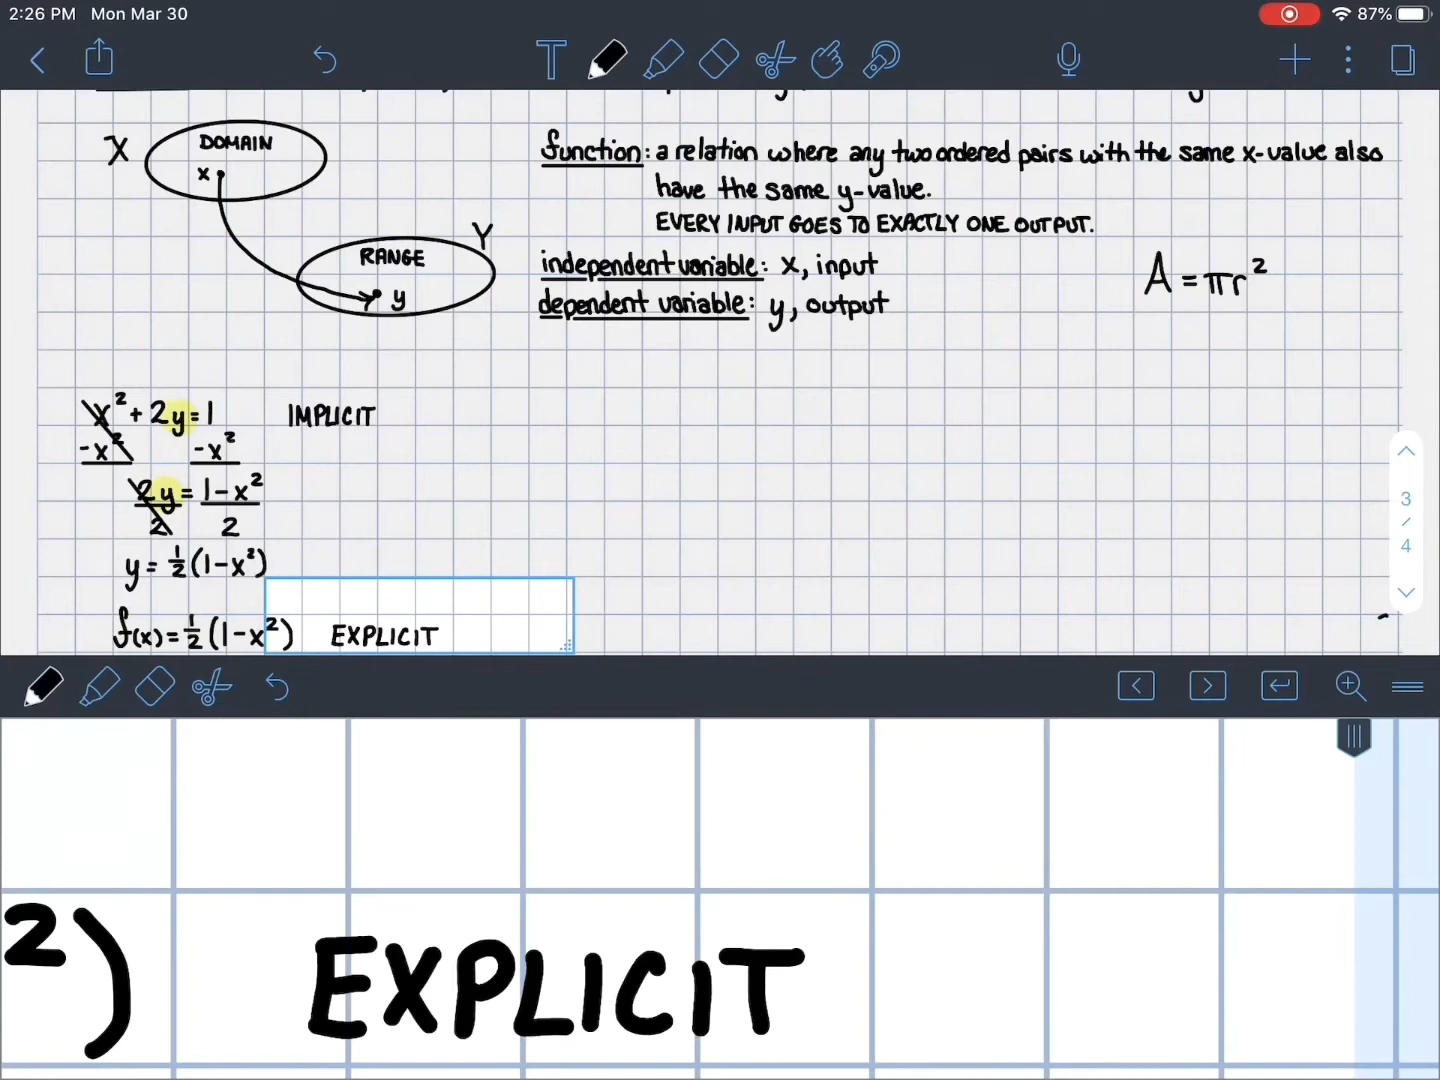 2:26 PM Mon Mar 30
87%
T
X
DOMAIN
x
Y
RANGE
y
function: a relation where any two ordered pairs with the same x-value also
have the same y-value.
EVERY INPUT GOES TO EXACTLY ONE OUTPUT.
independent variable: x, input
dependent variable: y, output
A = πr²
x² + 2y = 1 IMPLICIT
-x² -x²
2y = 1-x²
2 2
y = ½(1-x²)
f(x) = ½(1-x²) EXPLICIT
3
/
4
²) EXPLICIT